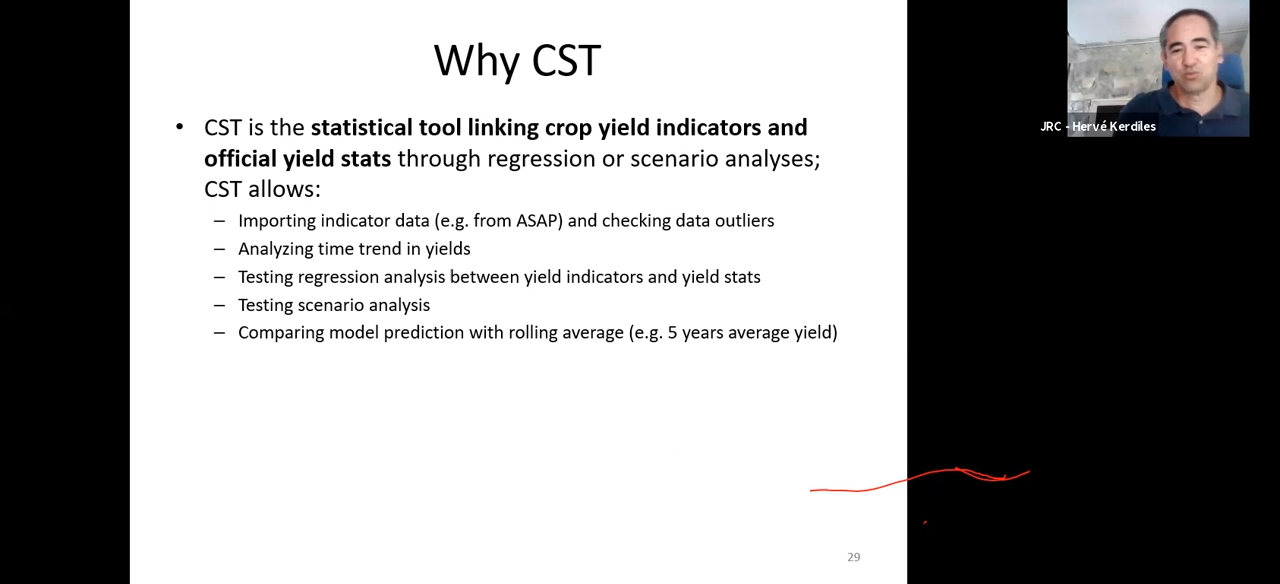 Why CST
• CST is the statistical tool linking crop yield indicators and
official yield stats through regression or scenario analyses;
CST allows:
– Importing indicator data (e.g. from ASAP) and checking data outliers
– Analyzing time trend in yields
– Testing regression analysis between yield indicators and yield stats
– Testing scenario analysis
– Comparing model prediction with rolling average (e.g. 5 years average yield)
29
JRC - Hervé Kerdiles